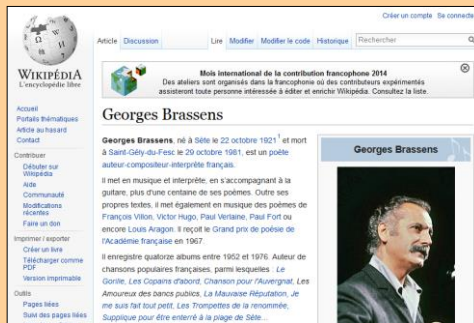 Créer un compte Se connecte
WIKIPÉDIA
L'encyclopédie libre
Article Discussion Lire Modifier Modifier le code Historique Rechercher
Mois international de la contribution francophone 2014
Des ateliers sont organisés dans la francophonie où des contributeurs expérimentés
assisteront toute personne intéressée à éditer et enrichir Wikipédia. Consultez la liste.
Accueil
Portails thématiques
Article au hasard
Contact
Contribuer
Débuter sur
Wikipédia
Aide
Communauté
Modifications
récentes
Faire un don
Imprimer / exporter
Créer un livre
Télécharger comme
PDF
Version imprimable
Outils
Pages liées
Suivi des pages liées
Georges Brassens
Georges Brassens, né à Sète le 22 octobre 1921 1 et mort
à Saint-Gély-du-Fesc le 29 octobre 1981, est un poète
auteur-compositeur-interprète français.
Il met en musique et interprète, en s'accompagnant à la
guitare, plus d'une centaine de ses poèmes. Outre ses
propres textes, il met également en musique des poèmes de
François Villon, Victor Hugo, Paul Verlaine, Paul Fort ou
encore Louis Aragon. Il reçoit le Grand prix de poésie de
l'Académie française en 1967.
Il enregistre quatorze albums entre 1952 et 1976. Auteur de
chansons populaires françaises, parmi lesquelles : Le
Gorille, Les Copains d'abord, Chanson pour l'Auvergnat, Les
Amoureux des bancs publics, La Mauvaise Réputation, Je
me suis fait tout petit, Les Trompettes de la renommée,
Supplique pour être enterré à la plage de Sète...
Georges Brassens